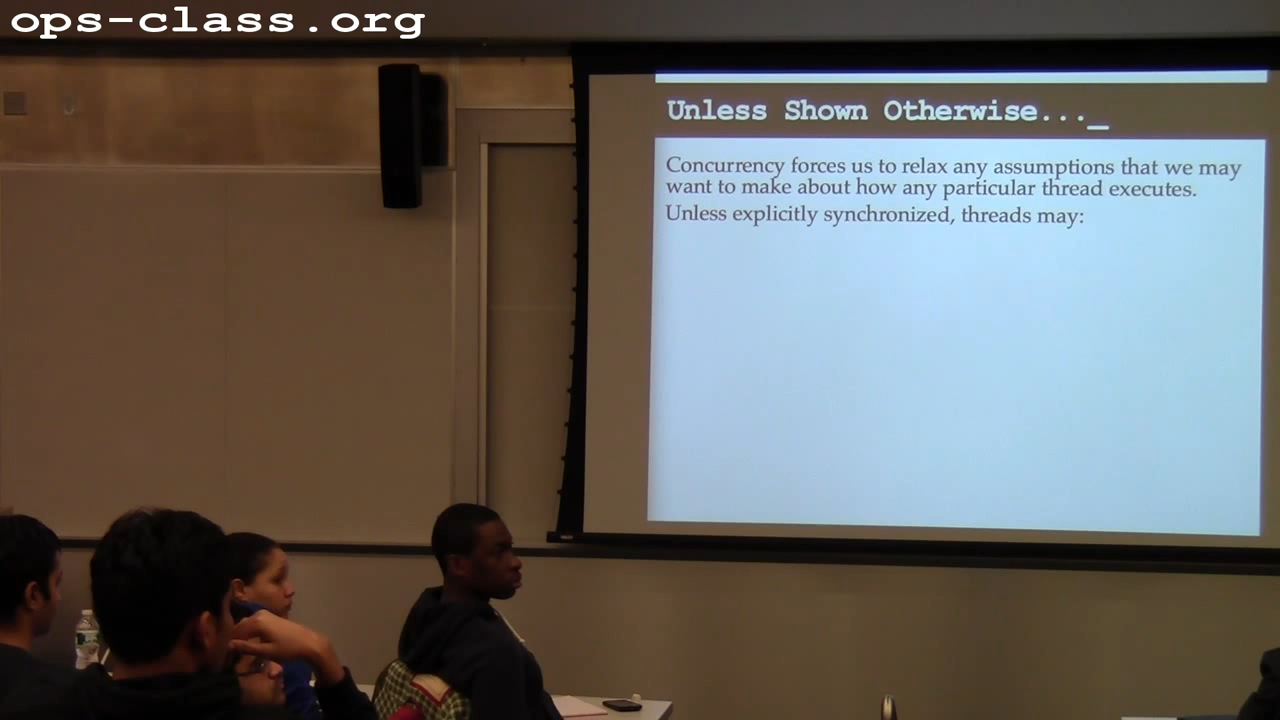 ops-class.org
Unless Shown Otherwise..._
Concurrency forces us to relax any assumptions that we may
want to make about how any particular thread executes.
Unless explicitly synchronized, threads may: